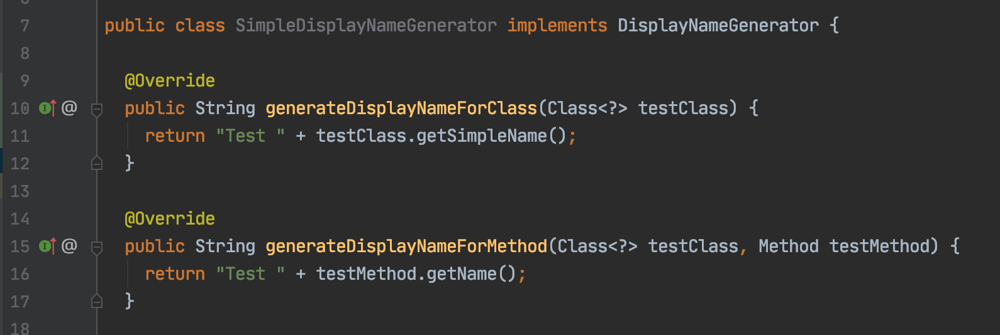 7 public class SimpleDisplayNameGenerator implements DisplayNameGenerator {
8
9 @Override
10 I @ public String generateDisplayNameForClass(Class<?> testClass) {
11 return "Test " + testClass.getSimpleName();
12 }
13
14 @Override
15 I @ public String generateDisplayNameForMethod(Class<?> testClass, Method testMethod) {
16 return "Test " + testMethod.getName();
17 }
18